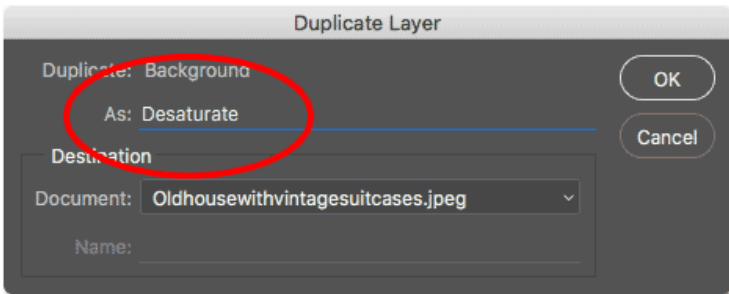 Duplicate Layer
Duplicate: Background
As: Desaturate
OK
Cancel
Destination
Document: Oldhousewithvintagesuitcases.jpeg
Name: